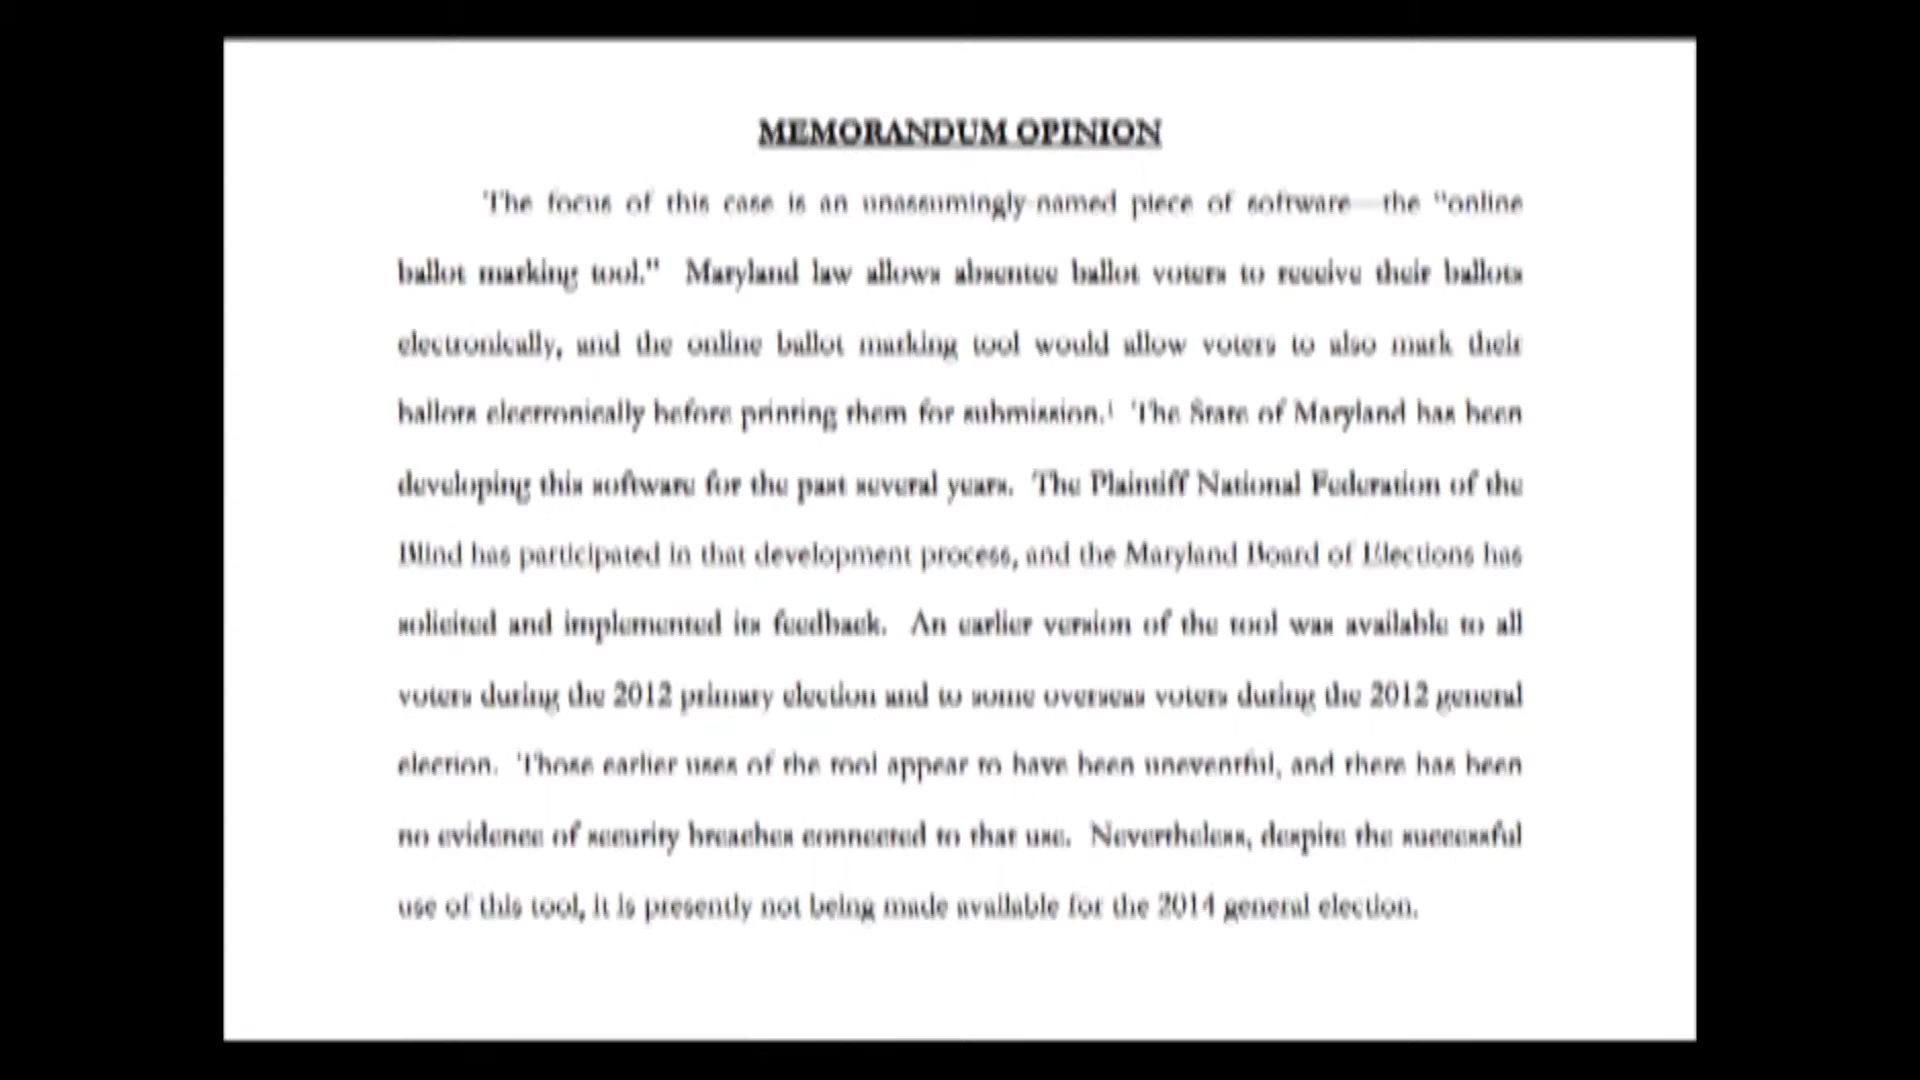 MEMORANDUM OPINION
The focus of this case is an unassumingly-named piece of software—the "online
ballot marking tool."  Maryland law allows absentee ballot voters to receive their ballots
electronically, and the online ballot marking tool would allow voters to also mark their
ballots electronically before printing them for submission.¹  The State of Maryland has been
developing this software for the past several years.  The Plaintiff National Federation of the
Blind has participated in that development process, and the Maryland Board of Elections has
solicited and implemented its feedback.  An earlier version of the tool was available to all
voters during the 2012 primary election and to some overseas voters during the 2012 general
election.  Those earlier uses of the tool appear to have been uneventful, and there has been
no evidence of security breaches connected to that use.  Nevertheless, despite the successful
use of this tool, it is presently not being made available for the 2014 general election.